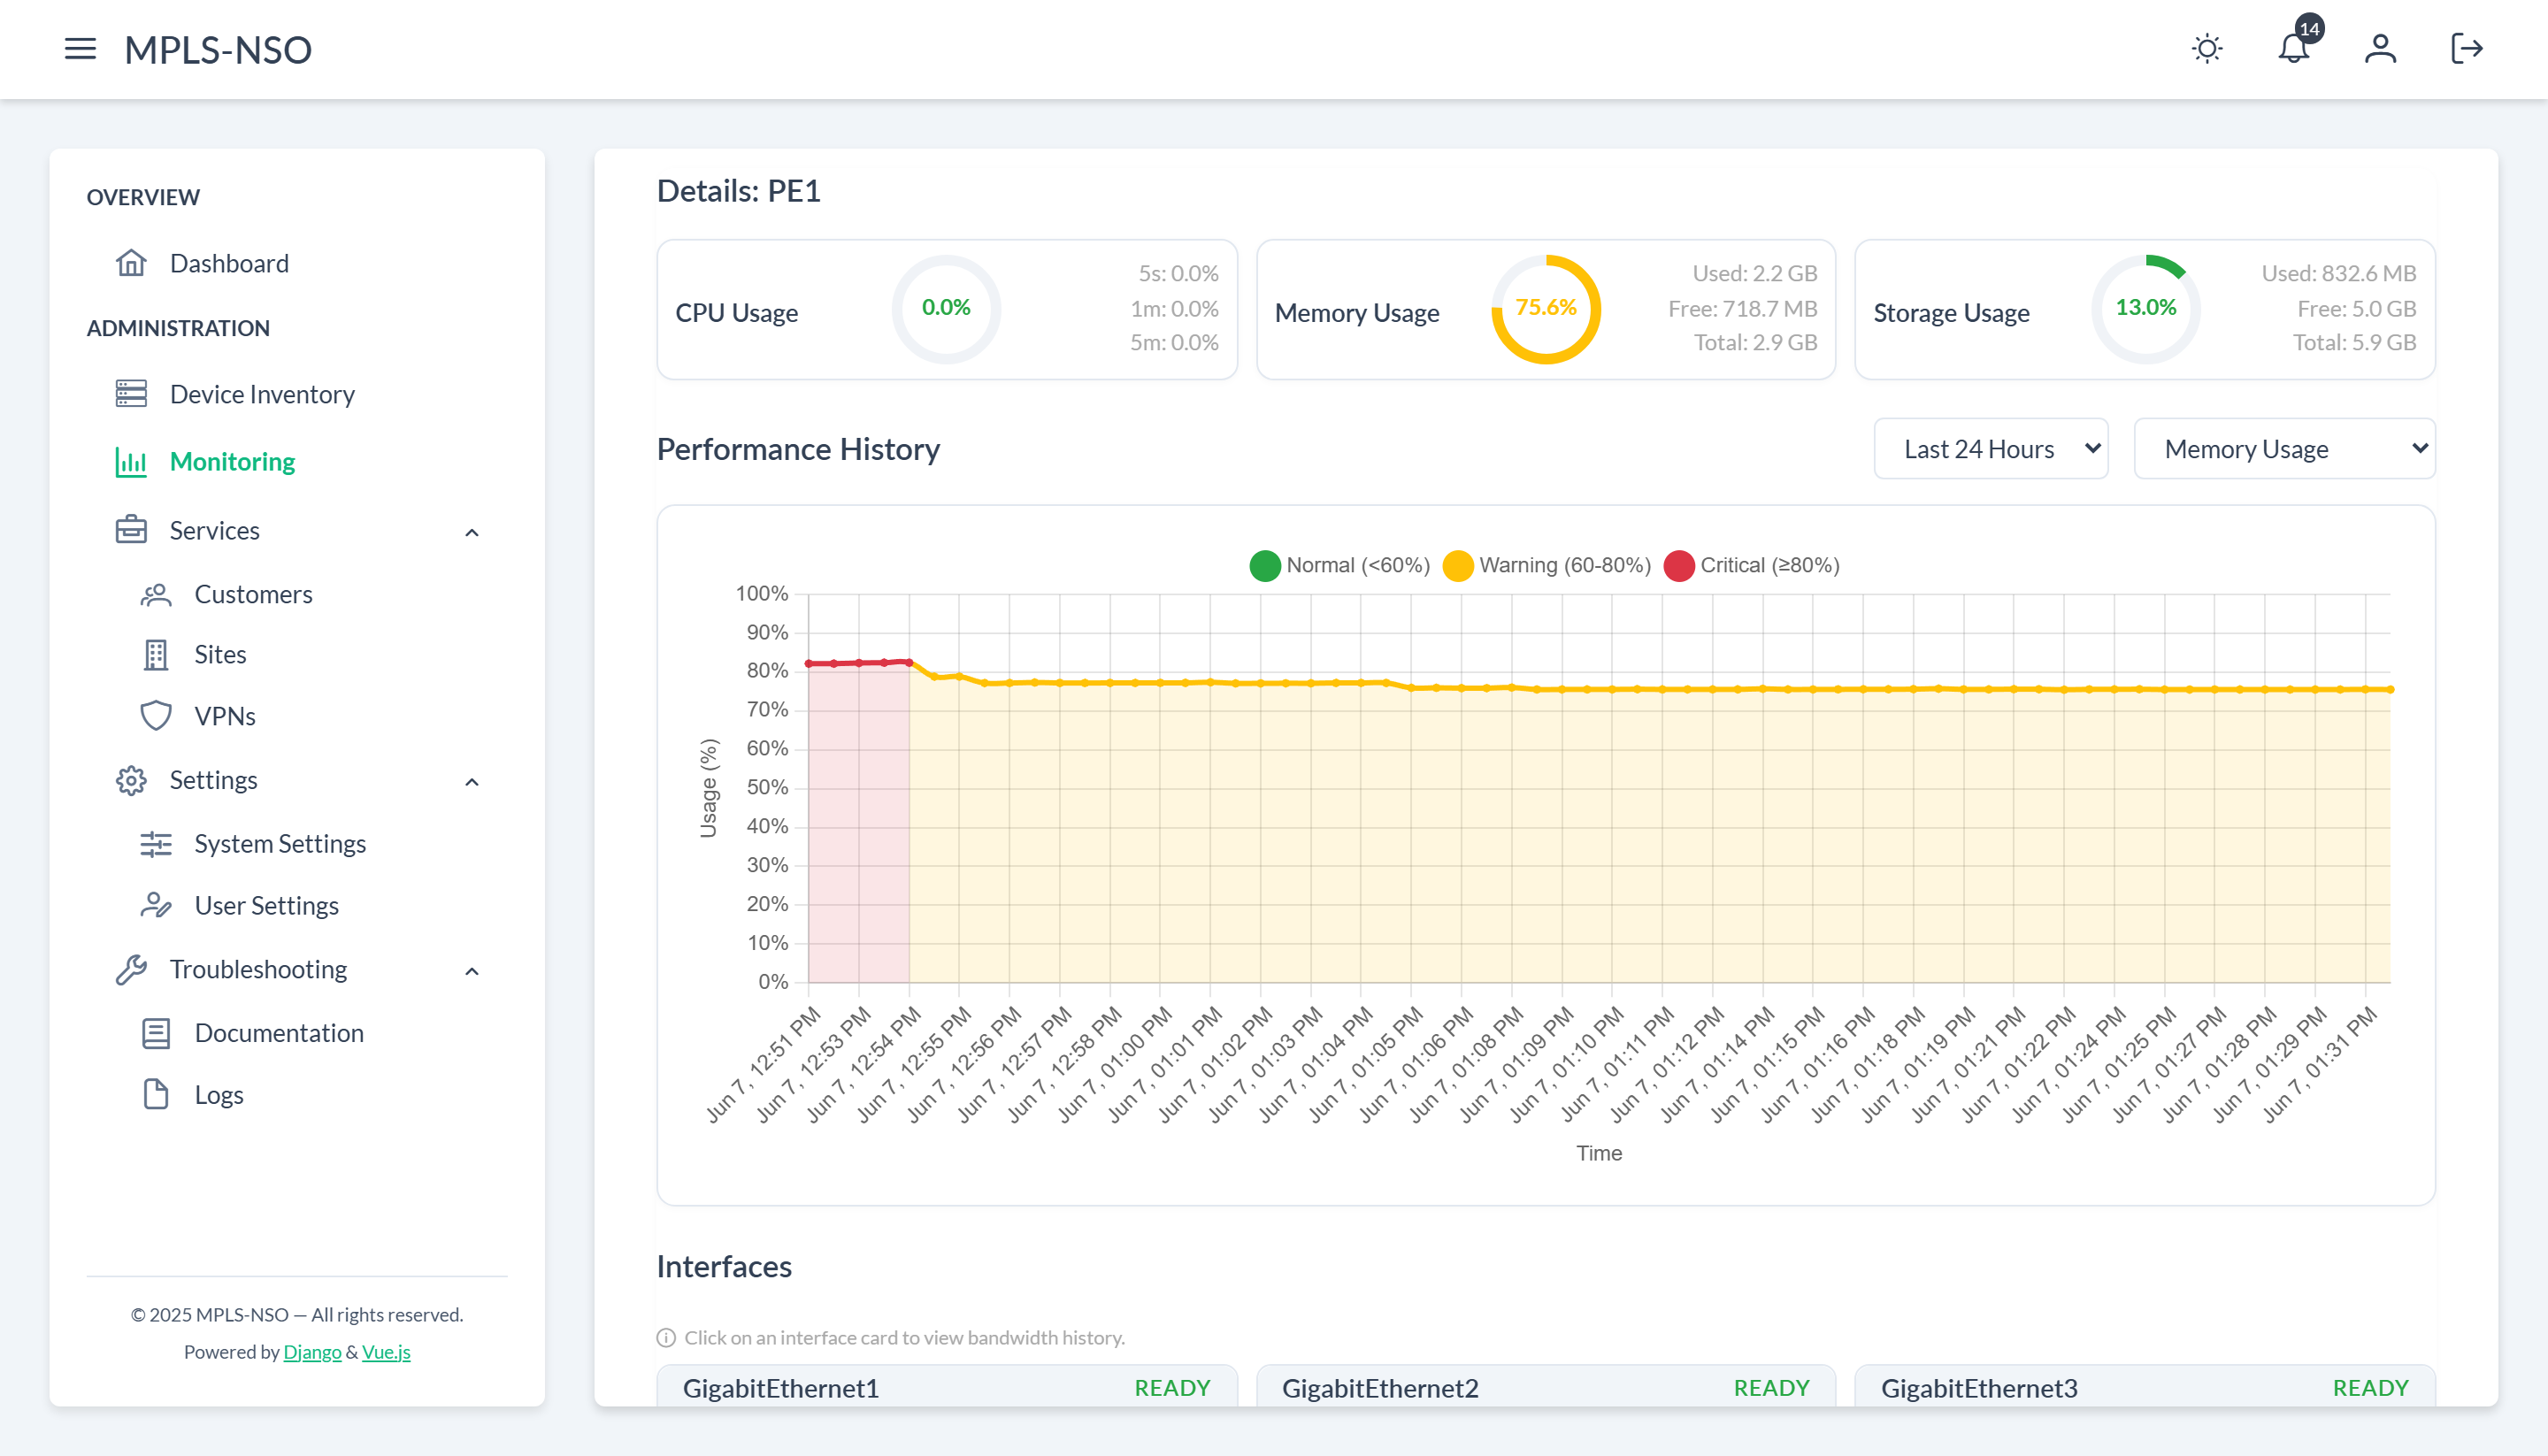 MPLS-NSO
14
OVERVIEW
Dashboard
ADMINISTRATION
Device Inventory
Monitoring
Services
Customers
Sites
VPNs
Settings
System Settings
User Settings
Troubleshooting
Documentation
Logs
© 2025 MPLS-NSO — All rights reserved.
Powered by Django & Vue.js
Details: PE1
CPU Usage
0.0%
5s: 0.0%
1m: 0.0%
5m: 0.0%
Memory Usage
75.6%
Used: 2.2 GB
Free: 718.7 MB
Total: 2.9 GB
Storage Usage
13.0%
Used: 832.6 MB
Free: 5.0 GB
Total: 5.9 GB
Performance History
Last 24 Hours
Memory Usage
Normal (<60%)
Warning (60-80%)
Critical (≥80%)
100%
90%
80%
70%
60%
50%
40%
30%
20%
10%
0%
Usage (%)
Jun 7, 12:51 PM
Jun 7, 12:53 PM
Jun 7, 12:54 PM
Jun 7, 12:55 PM
Jun 7, 12:56 PM
Jun 7, 12:57 PM
Jun 7, 12:58 PM
Jun 7, 01:00 PM
Jun 7, 01:01 PM
Jun 7, 01:02 PM
Jun 7, 01:03 PM
Jun 7, 01:04 PM
Jun 7, 01:05 PM
Jun 7, 01:06 PM
Jun 7, 01:08 PM
Jun 7, 01:09 PM
Jun 7, 01:10 PM
Jun 7, 01:11 PM
Jun 7, 01:12 PM
Jun 7, 01:14 PM
Jun 7, 01:15 PM
Jun 7, 01:16 PM
Jun 7, 01:18 PM
Jun 7, 01:19 PM
Jun 7, 01:21 PM
Jun 7, 01:22 PM
Jun 7, 01:24 PM
Jun 7, 01:25 PM
Jun 7, 01:27 PM
Jun 7, 01:28 PM
Jun 7, 01:29 PM
Jun 7, 01:31 PM
Time
Interfaces
Click on an interface card to view bandwidth history.
GigabitEthernet1 READY
GigabitEthernet2 READY
GigabitEthernet3 READY